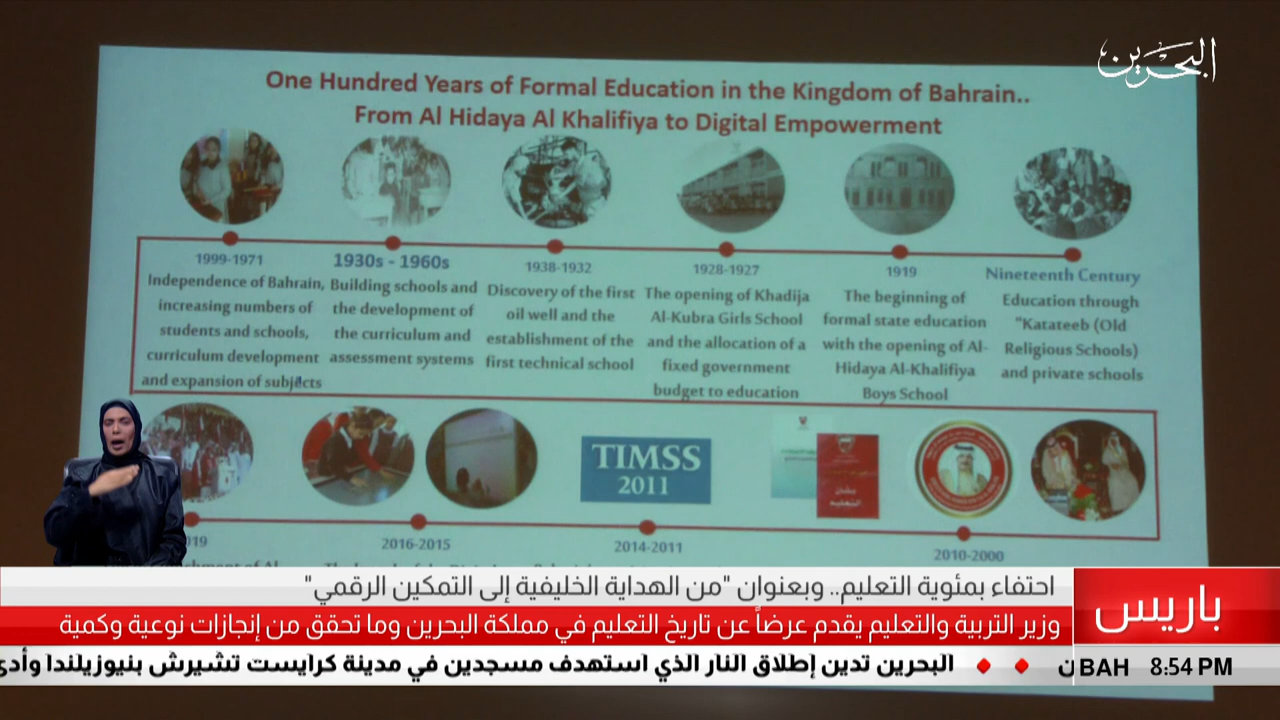 البحرين
One Hundred Years of Formal Education in the Kingdom of Bahrain..
From Al Hidaya Al Khalifiya to Digital Empowerment
1999-1971
Independence of Bahrain,
increasing numbers of
students and schools,
curriculum development
and expansion of subjects
1930s - 1960s
Building schools and
the development of
the curriculum and
assessment systems
1938-1932
Discovery of the first
oil well and the
establishment of the
first technical school
1928-1927
The opening of Khadija
Al-Kubra Girls School
and the allocation of a
fixed government
budget to education
1919
The beginning of
formal state education
with the opening of Al-
Hidaya Al-Khalifiya
Boys School
Nineteenth Century
Education through
"Katateeb (Old
Religious Schools)
and private schools
TIMSS
2011
2016-2015
2014-2011
2010-2000
احتفاء بمئوية التعليم.. وبعنوان "من الهداية الخليفية إلى التمكين الرقمي"
باريس
وزير التربية والتعليم يقدم عرضاً عن تاريخ التعليم في مملكة البحرين وما تحقق من إنجازات نوعية وكمية
البحرين تدين إطلاق النار الذي استهدف مسجدين في مدينة كرايست تشيرش بنيوزيلندا وأدى
BAH 8:54 PM